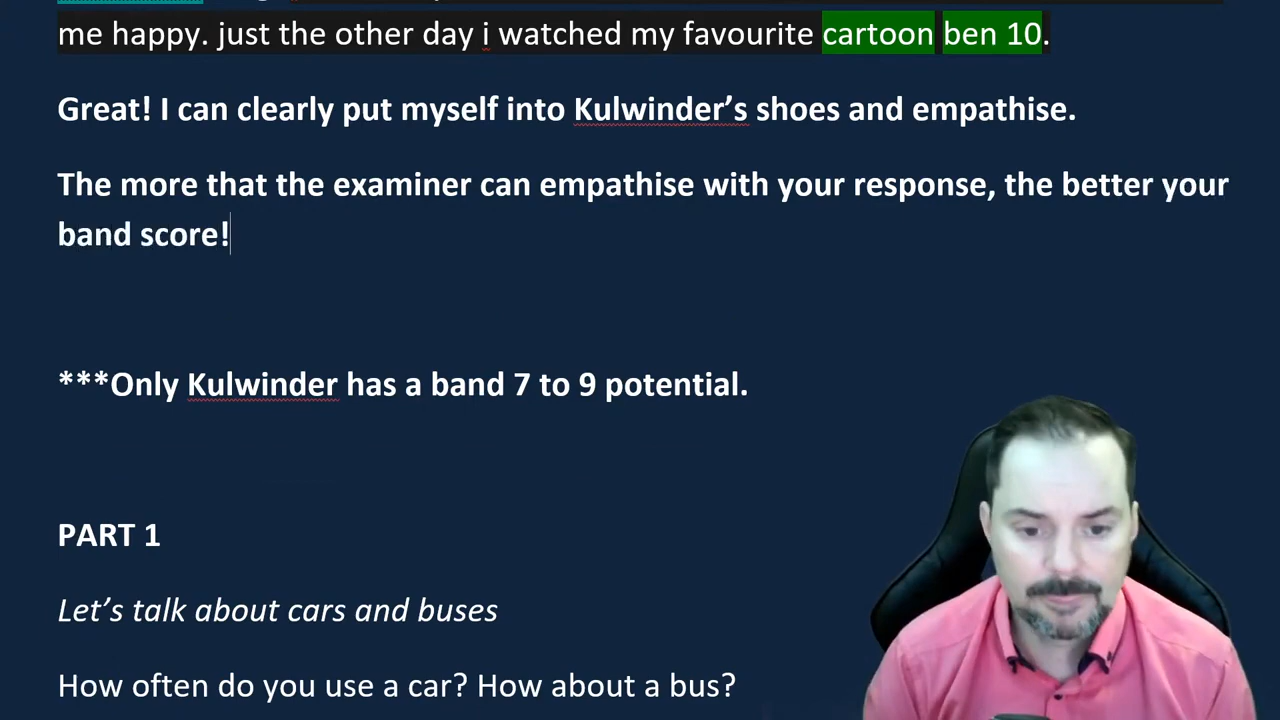 me happy. just the other day i watched my favourite cartoon ben 10.
Great! I can clearly put myself into Kulwinder’s shoes and empathise.
The more that the examiner can empathise with your response, the better your
band score!
***Only Kulwinder has a band 7 to 9 potential.
PART 1
Let’s talk about cars and buses
How often do you use a car? How about a bus?